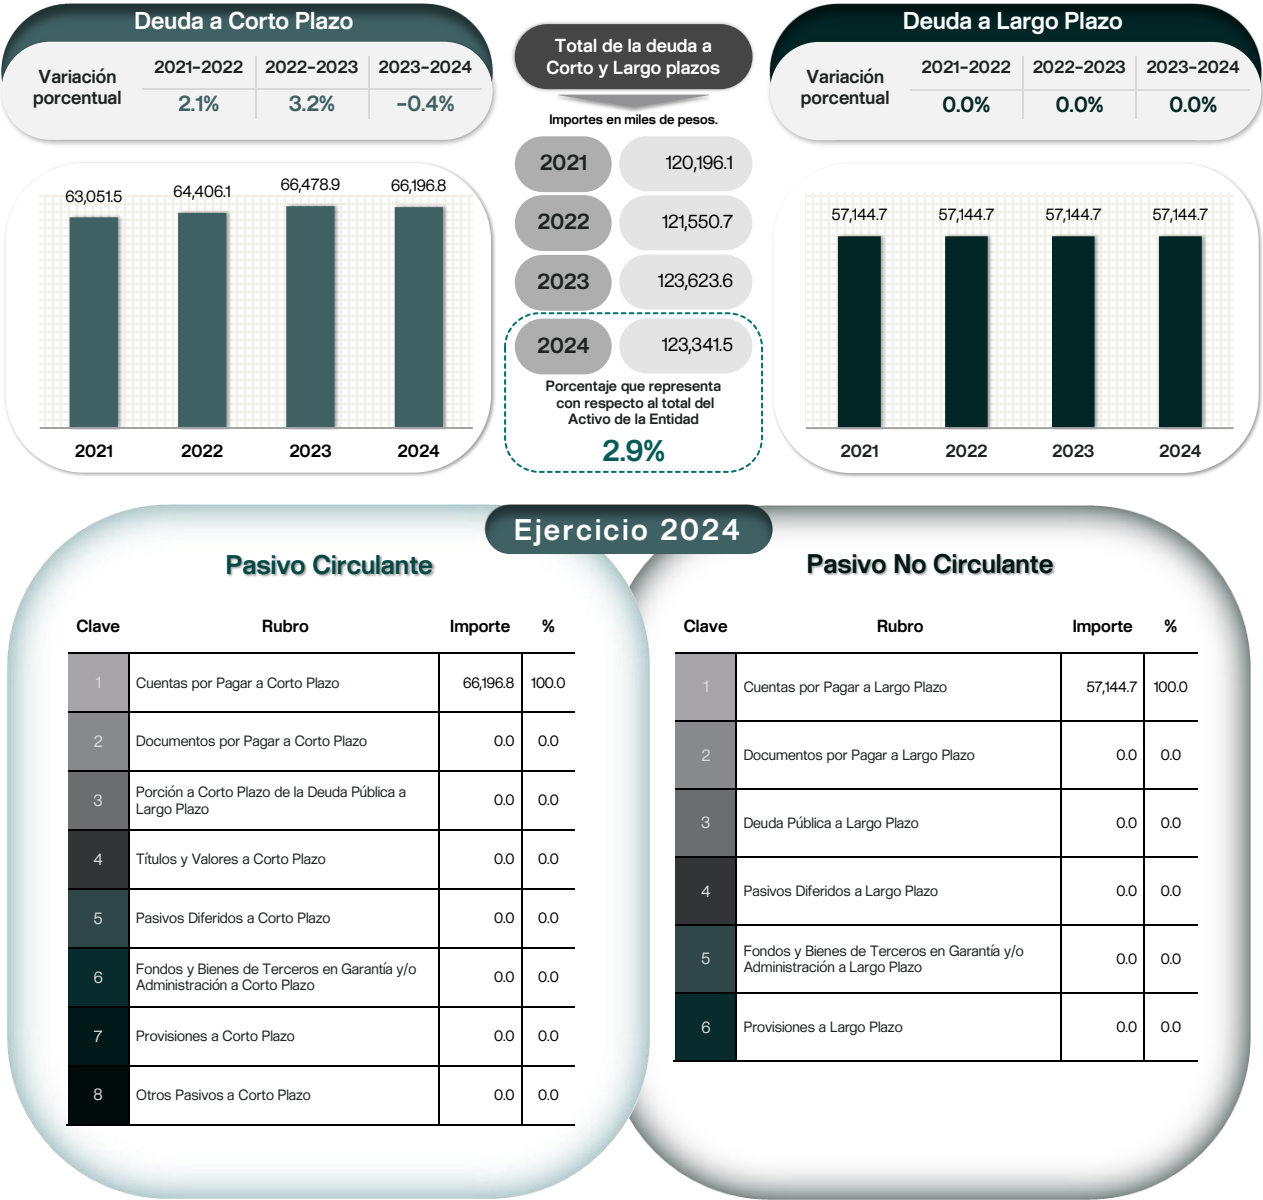 Deuda a Corto Plazo
Variación
porcentual
2021-2022 2022-2023 2023-2024
2.1% 3.2% -0.4%
63,051.5 64,406.1 66,478.9 66,196.8
2021 2022 2023 2024
Total de la deuda a
Corto y Largo plazos
Importes en miles de pesos.
2021 120,196.1
2022 121,550.7
2023 123,623.6
2024 123,341.5
Porcentaje que representa
con respecto al total del
Activo de la Entidad
2.9%
Deuda a Largo Plazo
Variación
porcentual
2021-2022 2022-2023 2023-2024
0.0% 0.0% 0.0%
57,144.7 57,144.7 57,144.7 57,144.7
2021 2022 2023 2024
Ejercicio 2024
Pasivo Circulante
Clave Rubro Importe %
1 Cuentas por Pagar a Corto Plazo 66,196.8 100.0
2 Documentos por Pagar a Corto Plazo 0.0 0.0
3 Porción a Corto Plazo de la Deuda Pública a
Largo Plazo 0.0 0.0
4 Títulos y Valores a Corto Plazo 0.0 0.0
5 Pasivos Diferidos a Corto Plazo 0.0 0.0
6 Fondos y Bienes de Terceros en Garantía y/o
Administración a Corto Plazo 0.0 0.0
7 Provisiones a Corto Plazo 0.0 0.0
8 Otros Pasivos a Corto Plazo 0.0 0.0
Pasivo No Circulante
Clave Rubro Importe %
1 Cuentas por Pagar a Largo Plazo 57,144.7 100.0
2 Documentos por Pagar a Largo Plazo 0.0 0.0
3 Deuda Pública a Largo Plazo 0.0 0.0
4 Pasivos Diferidos a Largo Plazo 0.0 0.0
5 Fondos y Bienes de Terceros en Garantía y/o
Administración a Largo Plazo 0.0 0.0
6 Provisiones a Largo Plazo 0.0 0.0